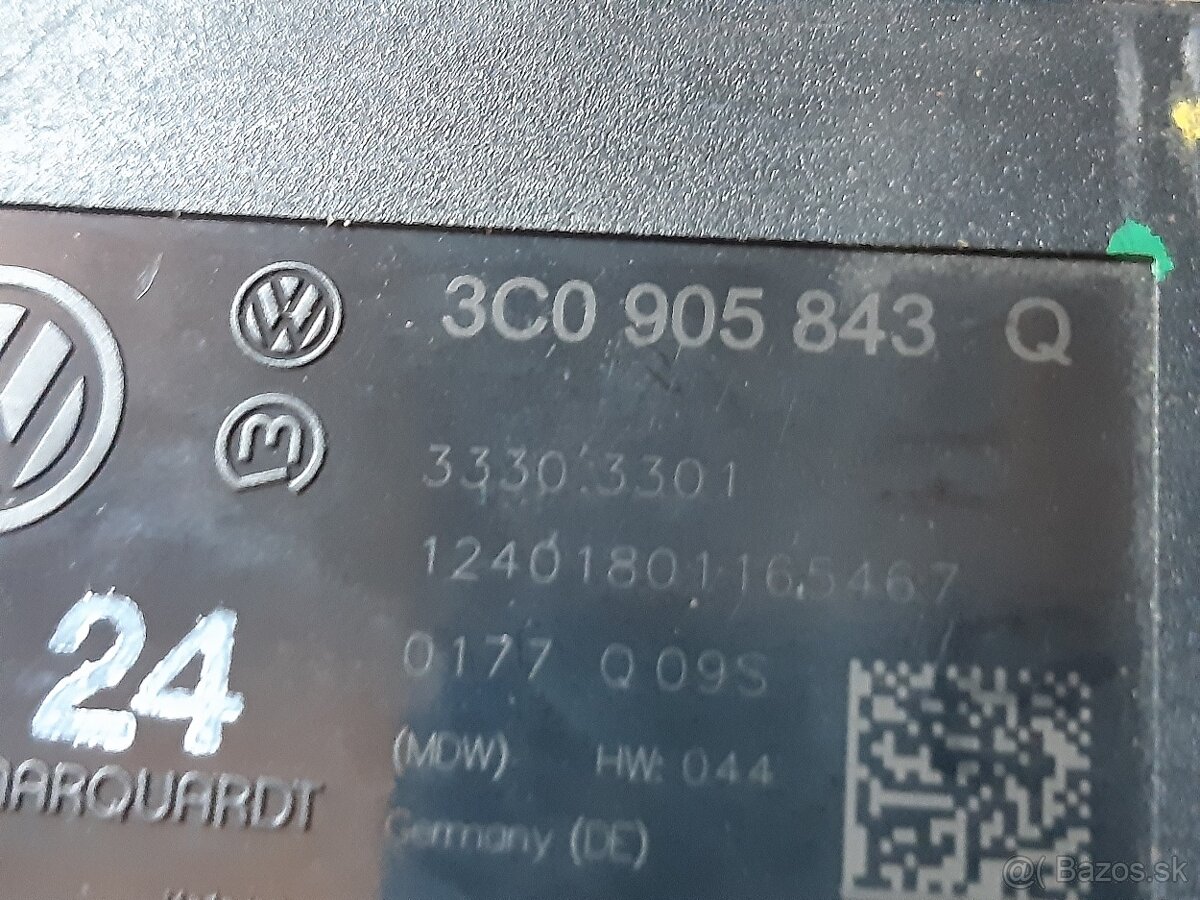 3C0 905 843 Q
3330.3301
12401801165467
0177 Q09S
24
(MDW) HW: 044
MARQUARDT
Germany (DE)
@( Bazos.sk